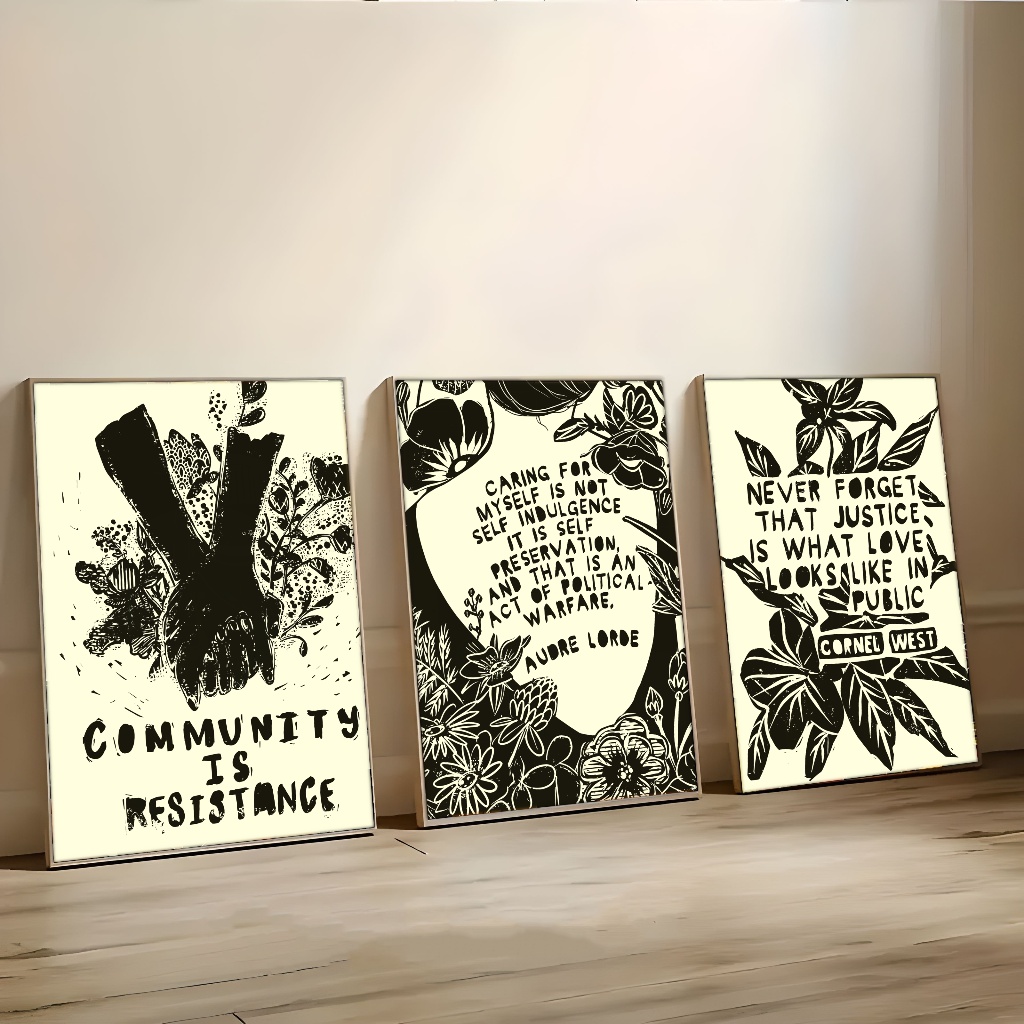 COMMUNITY
IS
RESISTANCE
CARING FOR
MYSELF IS NOT
SELF INDULGENCE
IT IS SELF
PRESERVATION,
AND THAT IS AN
ACT OF POLITICAL
WARFARE.
AUDRE LORDE
NEVER FORGET
THAT JUSTICE
IS WHAT LOVE
LOOKS LIKE IN
PUBLIC
CORNEL WEST